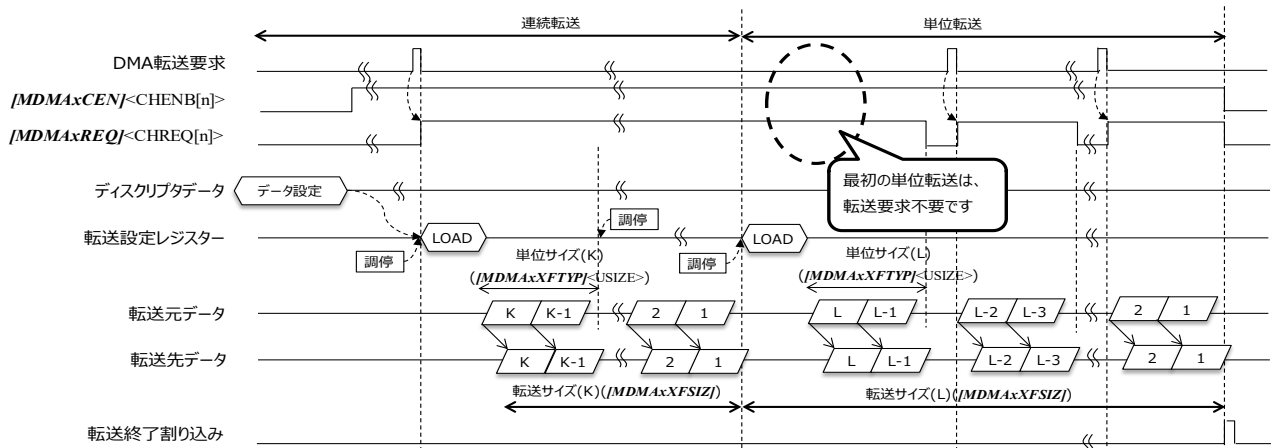 連続転送
単位転送
DMA転送要求
[MDMAxCEN]<CHENB[n]>
[MDMAxREQ]<CHREQ[n]>
最初の単位転送は、
転送要求不要です
ディスクリプタデータ
データ設定
転送設定レジスター
調停
LOAD
調停
調停
LOAD
単位サイズ(K)
([MDMAxXFTYP]<USIZE>)
単位サイズ(L)
([MDMAxXFTYP]<USIZE>)
転送元データ
K K-1 2 1 L L-1 L-2 L-3 2 1
転送先データ
K K-1 2 1 L L-1 L-2 L-3 2 1
転送サイズ(K)([MDMAxXFSIZ])
転送サイズ(L)([MDMAxXFSIZ])
転送終了割り込み